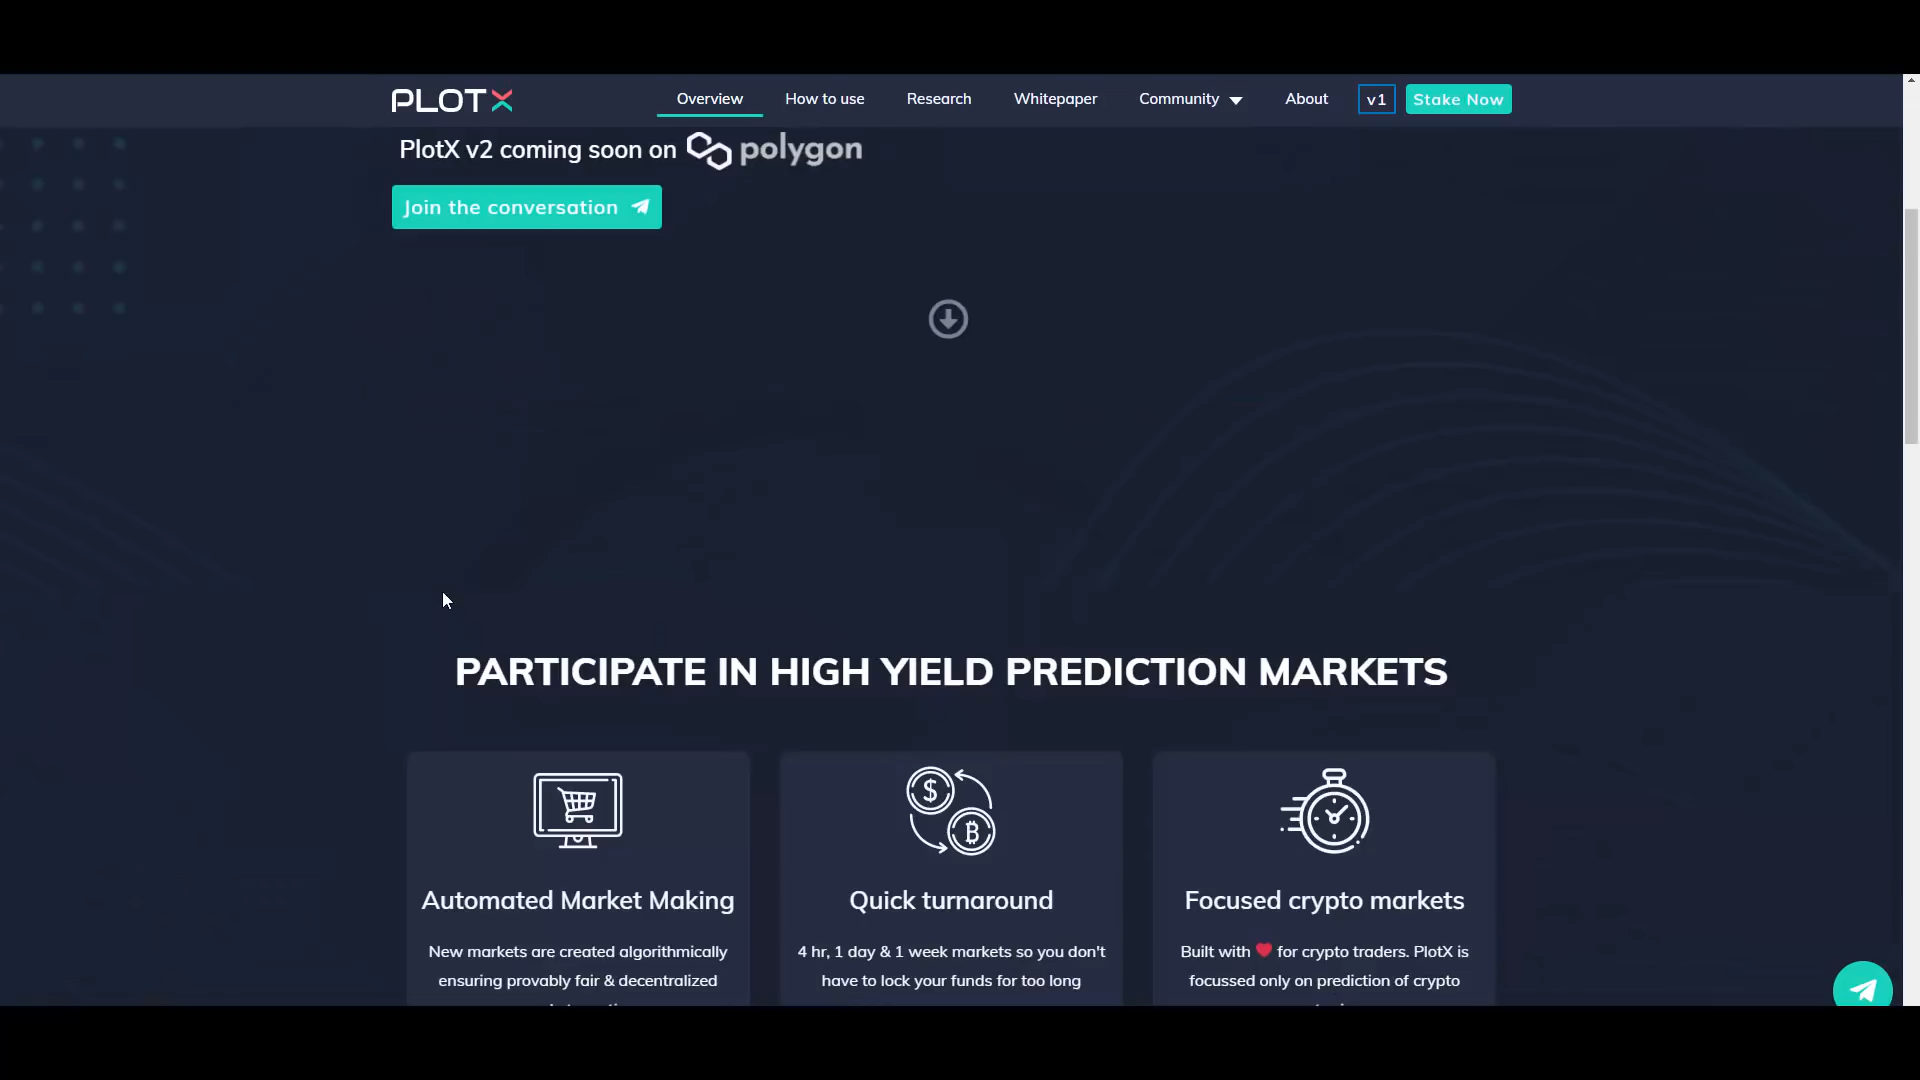 PLOTX
Overview How to use Research Whitepaper Community About v1 Stake Now
PlotX v2 coming soon on polygon
Join the conversation
PARTICIPATE IN HIGH YIELD PREDICTION MARKETS
Automated Market Making
New markets are created algorithmically
ensuring provably fair & decentralized
Quick turnaround
4 hr, 1 day & 1 week markets so you don't
have to lock your funds for too long
Focused crypto markets
Built with ❤ for crypto traders. PlotX is
focussed only on prediction of crypto